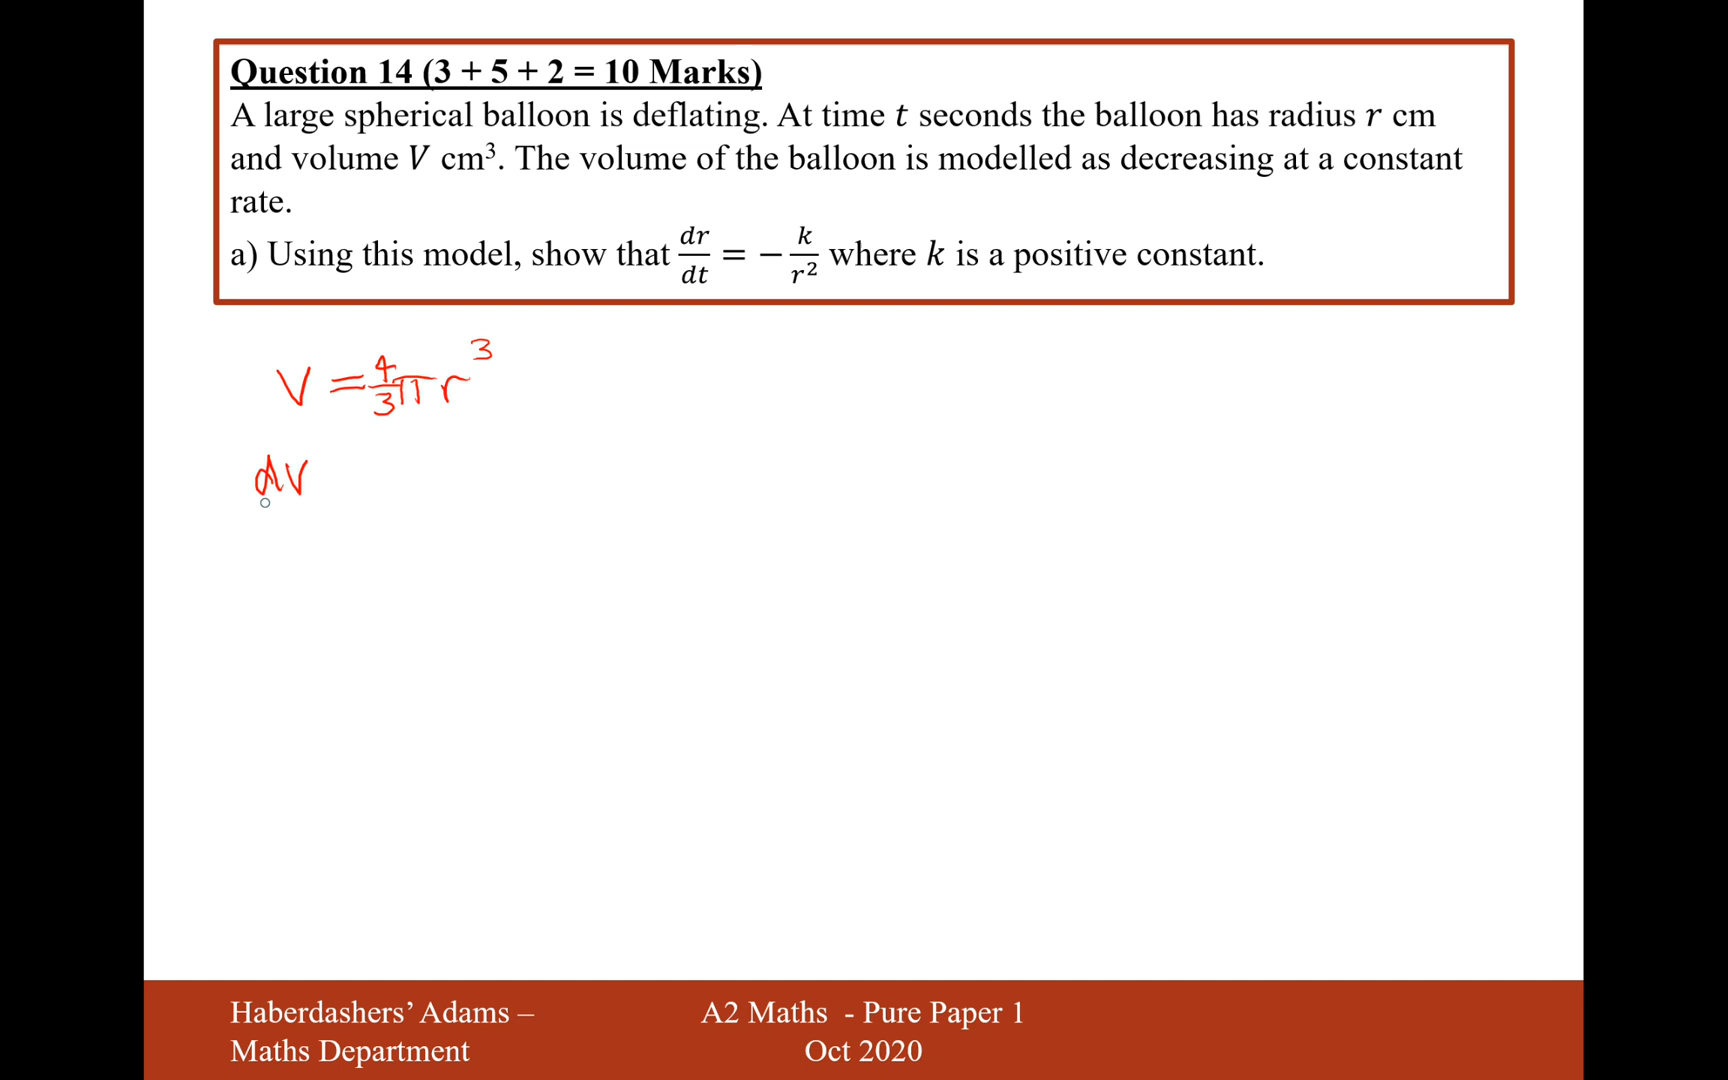 Question 14 (3 + 5 + 2 = 10 Marks)
A large spherical balloon is deflating. At time t seconds the balloon has radius r cm
and volume V cm³. The volume of the balloon is modelled as decreasing at a constant
rate.
a) Using this model, show that dr/dt = −k/r² where k is a positive constant.
V = 4/3 πr³
dV
Haberdashers’ Adams –
Maths Department
A2 Maths - Pure Paper 1
Oct 2020